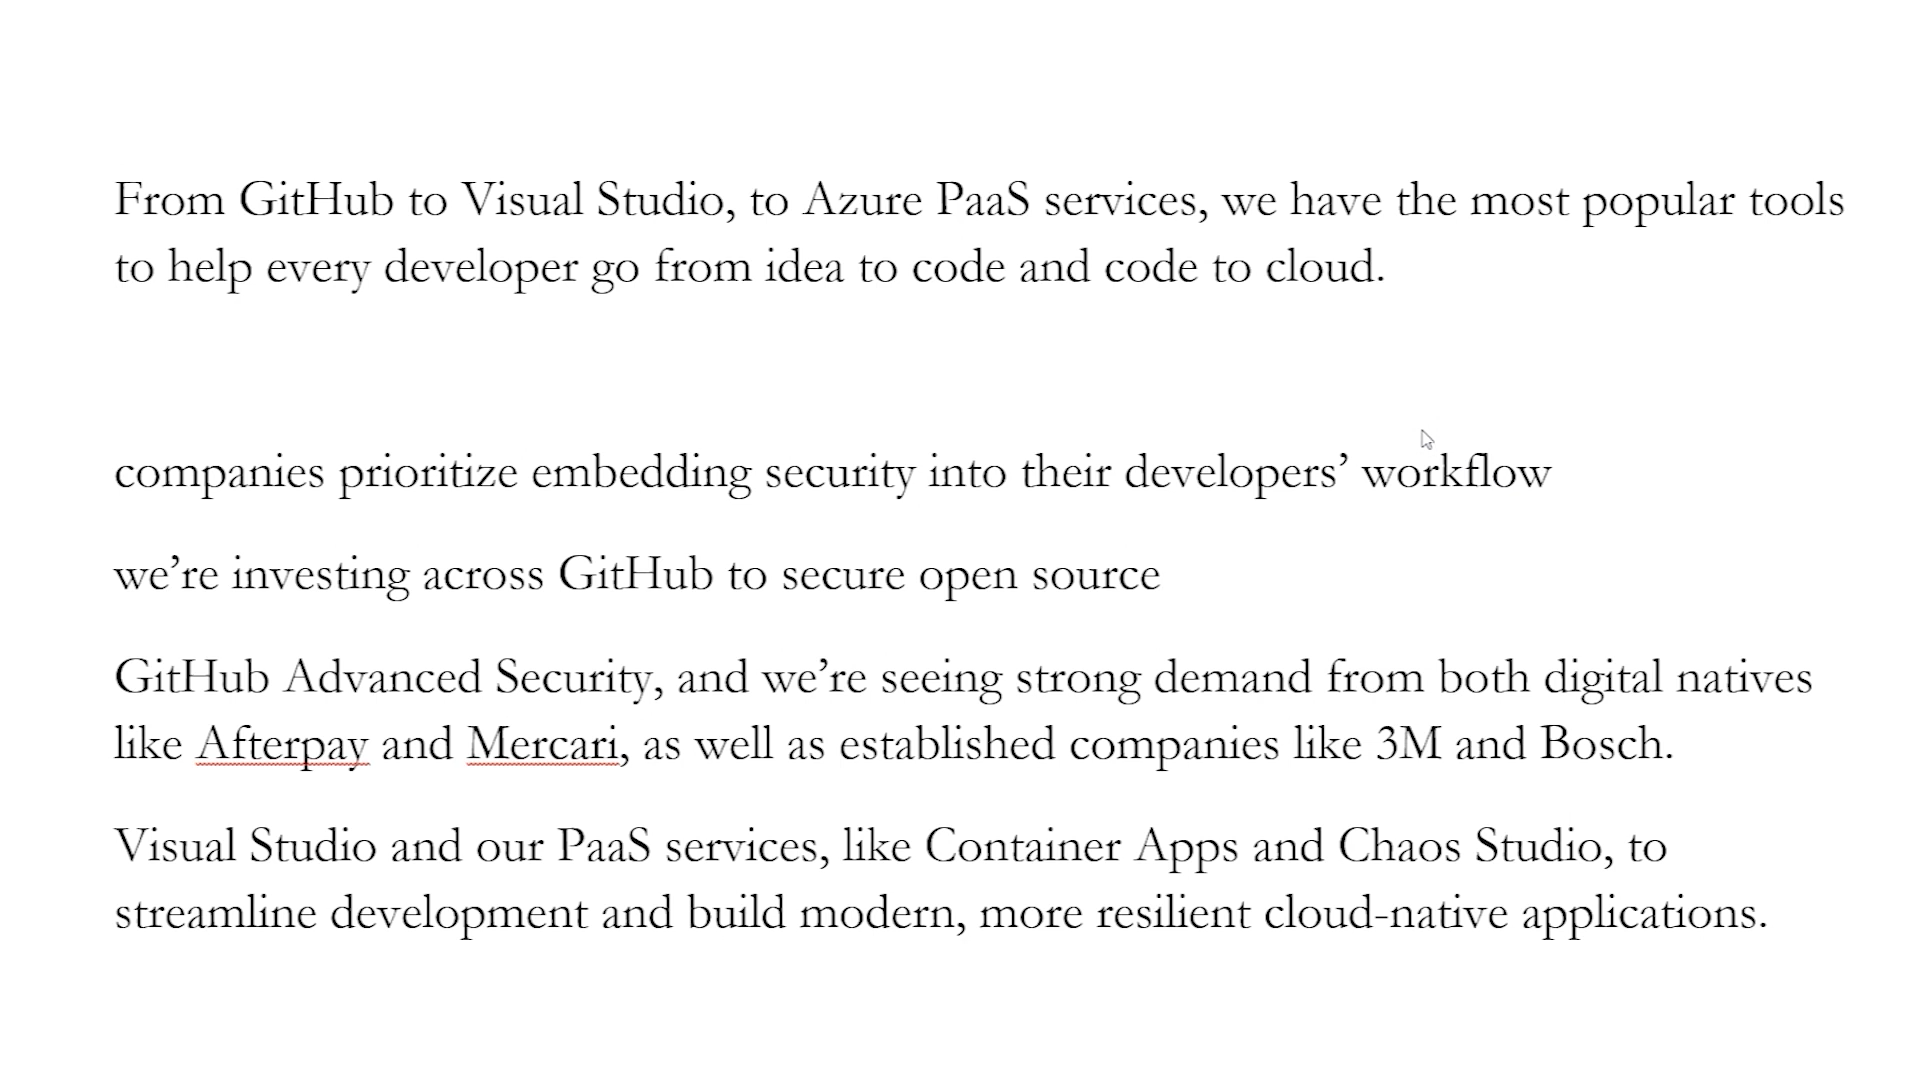 From GitHub to Visual Studio, to Azure PaaS services, we have the most popular tools
to help every developer go from idea to code and code to cloud.
companies prioritize embedding security into their developers’ workflow
we’re investing across GitHub to secure open source
GitHub Advanced Security, and we’re seeing strong demand from both digital natives
like Afterpay and Mercari, as well as established companies like 3M and Bosch.
Visual Studio and our PaaS services, like Container Apps and Chaos Studio, to
streamline development and build modern, more resilient cloud-native applications.